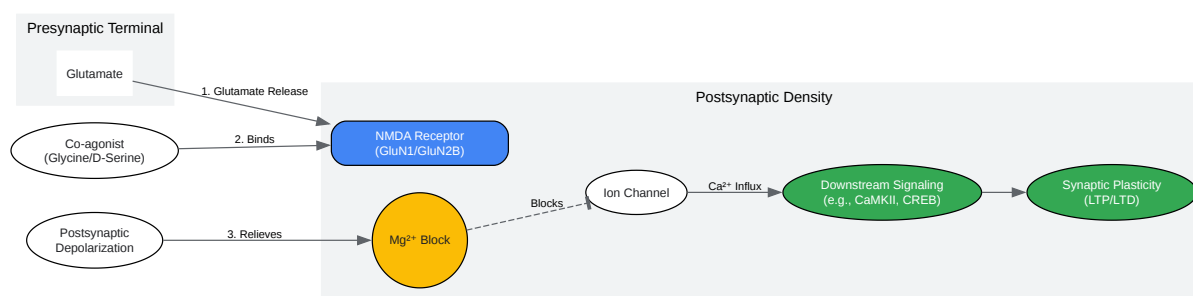 Presynaptic Terminal
Glutamate
1. Glutamate Release
Postsynaptic Density
Co-agonist
(Glycine/D-Serine)
2. Binds
NMDA Receptor
(GluN1/GluN2B)
Postsynaptic
Depolarization
3. Relieves
Mg²⁺ Block
Blocks
Ion Channel
Ca²⁺ Influx
Downstream Signaling
(e.g., CaMKII, CREB)
Synaptic Plasticity
(LTP/LTD)